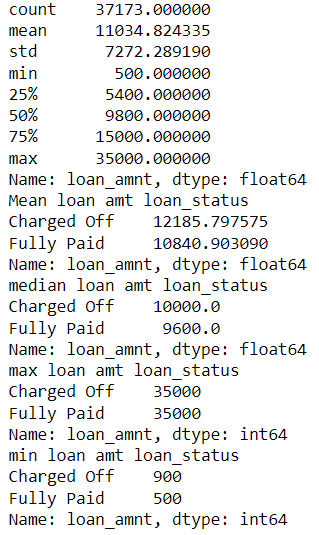 count    37173.000000
mean     11034.824335
std       7272.289190
min        500.000000
25%       5400.000000
50%       9800.000000
75%      15000.000000
max      35000.000000
Name: loan_amnt, dtype: float64
Mean loan amt loan_status
Charged Off    12185.797575
Fully Paid     10840.903090
Name: loan_amnt, dtype: float64
median loan amt loan_status
Charged Off    10000.0
Fully Paid      9600.0
Name: loan_amnt, dtype: float64
max loan amt loan_status
Charged Off    35000
Fully Paid     35000
Name: loan_amnt, dtype: int64
min loan amt loan_status
Charged Off    900
Fully Paid     500
Name: loan_amnt, dtype: int64